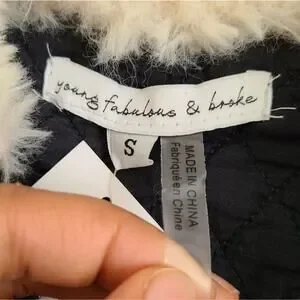 young fabulous & broke
S
MADE IN CHINA
Fabriqué en
Chine